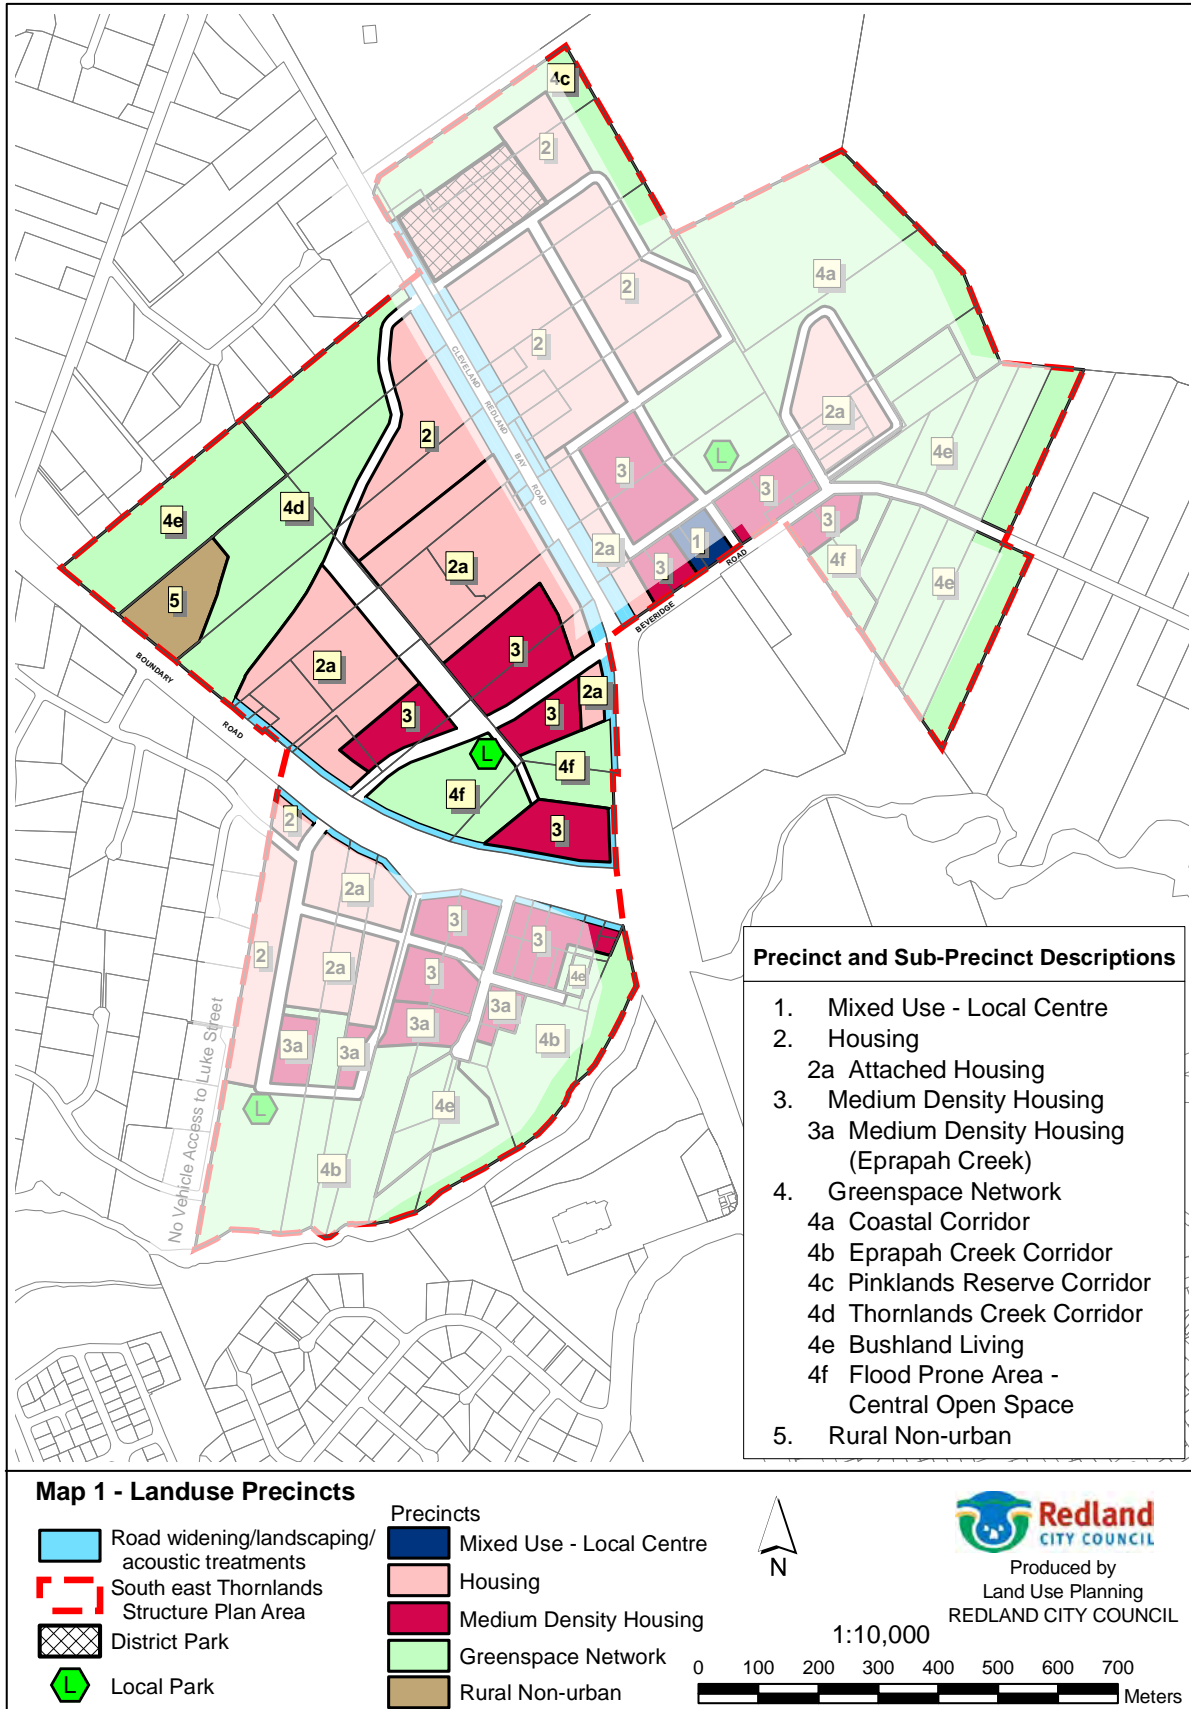 4c
2
4a
2
2
CLEVELAND REDLAND BAY ROAD
2
2a
L
4e
3
3
4d
4e
3
1
2a
4f
3
2a
BEVERIDGE ROAD
4e
5
3
2a
2a
BOUNDARY ROAD
3
3
L
4f
4f
3
2
2a
3
3
2
2a
3
4e
3a
3a
4b
3a
3a
4e
L
4b
No Vehicle Access to Luke Street
Precinct and Sub-Precinct Descriptions
1. Mixed Use - Local Centre
2. Housing
2a Attached Housing
3. Medium Density Housing
3a Medium Density Housing
(Eprapah Creek)
4. Greenspace Network
4a Coastal Corridor
4b Eprapah Creek Corridor
4c Pinklands Reserve Corridor
4d Thornlands Creek Corridor
4e Bushland Living
4f Flood Prone Area -
Central Open Space
5. Rural Non-urban
Map 1 - Landuse Precincts
Road widening/landscaping/
acoustic treatments
South east Thornlands
Structure Plan Area
District Park
L Local Park
Precincts
Mixed Use - Local Centre
Housing
Medium Density Housing
Greenspace Network
Rural Non-urban
N
Redland
CITY COUNCIL
Produced by
Land Use Planning
REDLAND CITY COUNCIL
1:10,000
0 100 200 300 400 500 600 700
Meters